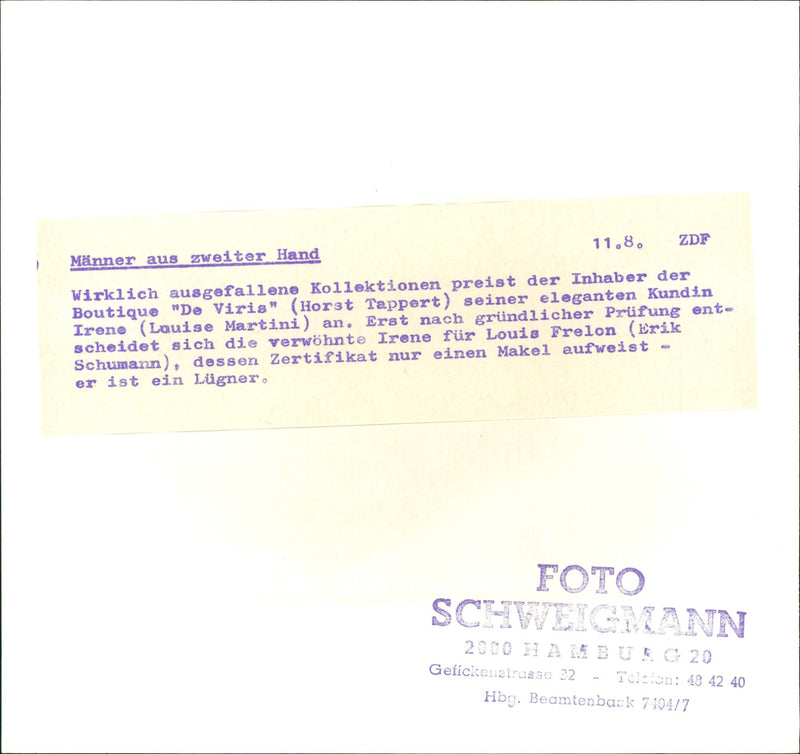 11.8. ZDF
Männer aus zweiter Hand
Wirklich ausgefallene Kollektionen preist der Inhaber der
Boutique "De Viris" (Horst Tappert) seiner eleganten Kundin
Irene (Louise Martini) an. Erst nach gründlicher Prüfung ent-
scheidet sich die verwöhnte Irene für Louis Frelon (Erik
Schumann), dessen Zertifikat nur einen Makel aufweist -
er ist ein Lügner.
FOTO
SCHWEIGMANN
2000 HAMBURG 20
Gefickenstrasse 32 - Telefon: 48 42 40
Hbg. Beamtenbank 7404/7